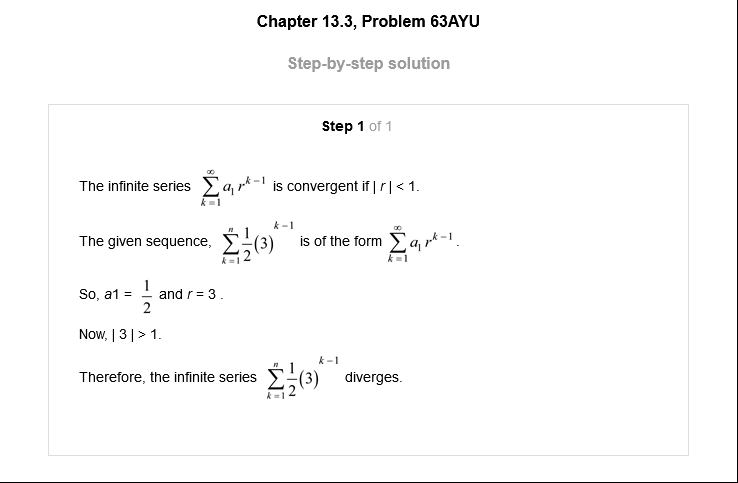 Chapter 13.3, Problem 63AYU
Step-by-step solution
Step 1 of 1
The infinite series $\sum_{k=1}^{\infty} a_1 r^{k-1}$ is convergent if | r | < 1.
The given sequence, $\sum_{k=1}^{n} \frac{1}{2}(3)^{k-1}$ is of the form $\sum_{k=1}^{\infty} a_1 r^{k-1}$.
So, a1 = $\frac{1}{2}$ and r = 3 .
Now, | 3 | > 1.
Therefore, the infinite series $\sum_{k=1}^{n} \frac{1}{2}(3)^{k-1}$ diverges.